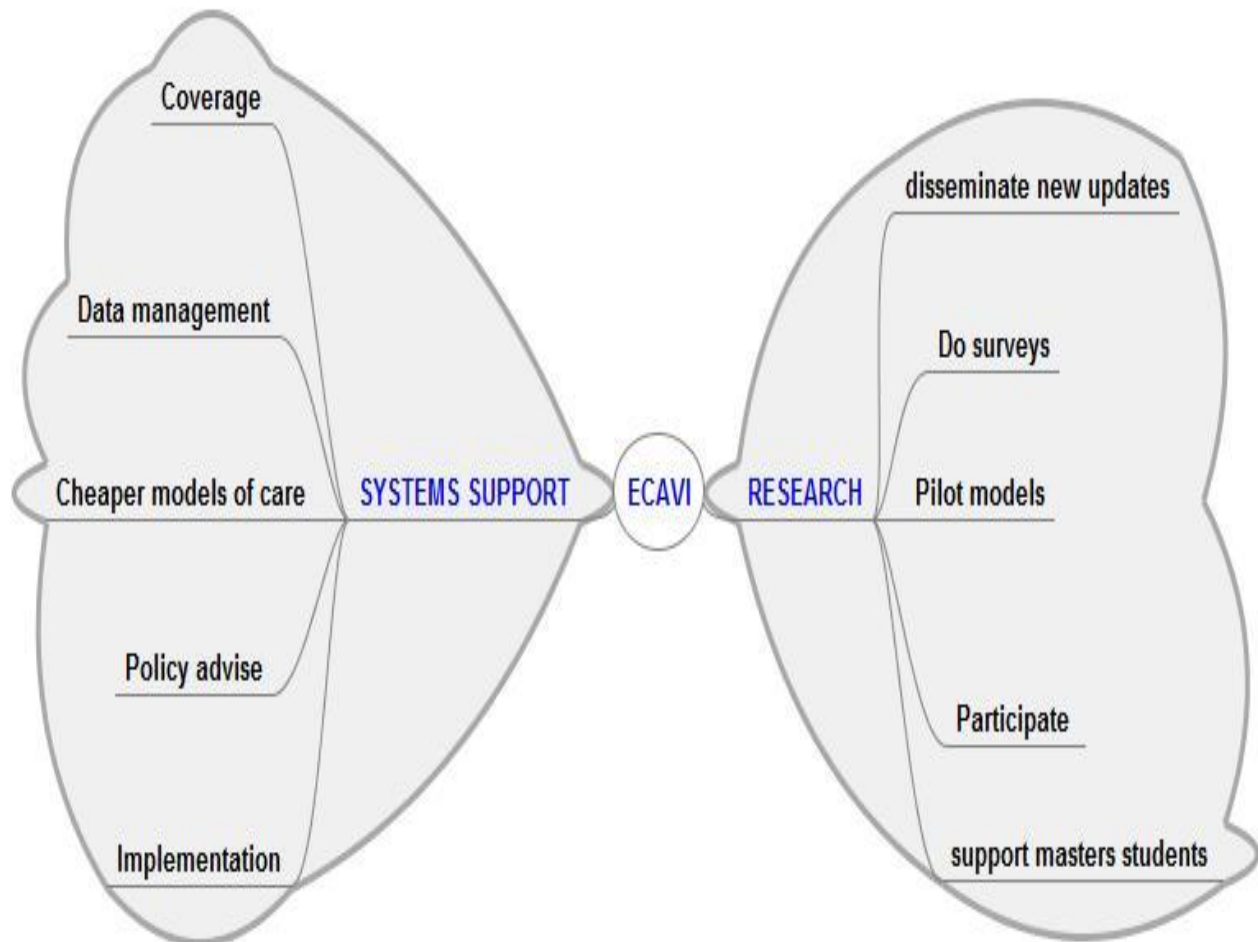 Coverage
Data management
Cheaper models of care
Policy advise
Implementation
SYSTEMS SUPPORT
ECAVI
RESEARCH
disseminate new updates
Do surveys
Pilot models
Participate
support masters students